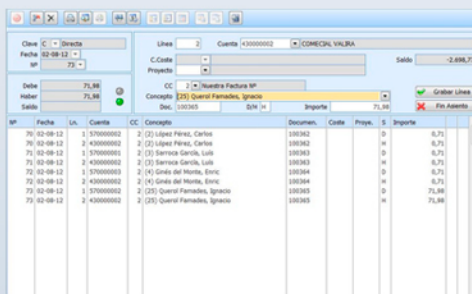 Clave C Directa
Fecha 02-08-12
Nº 73
Línea 2 Cuenta 430000002 COMECIAL VALIRA
C.Coste
Proyecto
Saldo -2.698,7
Debe 71,98
Haber 71,98
Saldo
CC 2 Nuestra Factura Nº
Concepto (25) Querol Famades, Ignacio
Doc. 100365 D/H H Importe 71,98
Grabar Línea
Fin Asiento
Nº Fecha Ln. Cuenta CC Concepto Documen. Coste Proye. S Importe
70 02-08-12 1 570000002 2 (2) López Pérez, Carlos 100362 D 0,71
70 02-08-12 2 430000002 2 (2) López Pérez, Carlos 100362 H 0,71
71 02-08-12 1 570000001 2 (3) Sarroca García, Luis 100363 D 0,71
71 02-08-12 2 430000002 2 (3) Sarroca García, Luis 100363 H 0,71
72 02-08-12 1 570000003 2 (4) Ginés del Monte, Enric 100364 D 0,71
72 02-08-12 2 430000002 2 (4) Ginés del Monte, Enric 100364 H 0,71
73 02-08-12 1 570000002 2 (25) Querol Famades, Ignacio 100365 D 71,98
73 02-08-12 2 430000002 2 (25) Querol Famades, Ignacio 100365 H 71,98